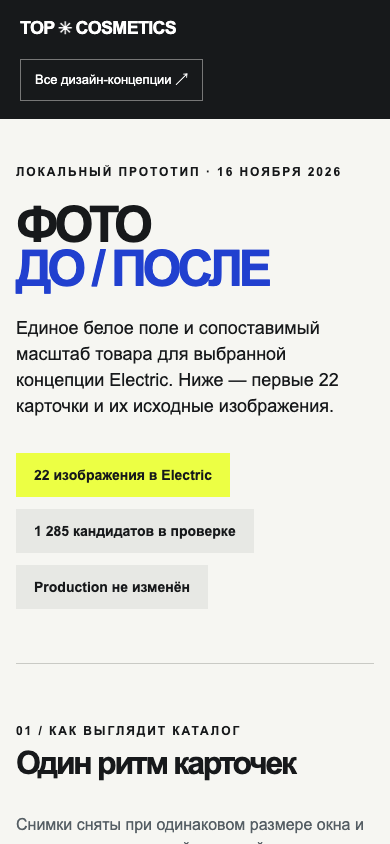 TOP ✳ COSMETICS
Все дизайн-концепции ↗
ЛОКАЛЬНЫЙ ПРОТОТИП · 16 НОЯБРЯ 2026
ФОТО
ДО / ПОСЛЕ
Единое белое поле и сопоставимый
масштаб товара для выбранной
концепции Electric. Ниже — первые 22
карточки и их исходные изображения.
22 изображения в Electric
1 285 кандидатов в проверке
Production не изменён
01 / КАК ВЫГЛЯДИТ КАТАЛОГ
Один ритм карточек
Снимки сняты при одинаковом размере окна и